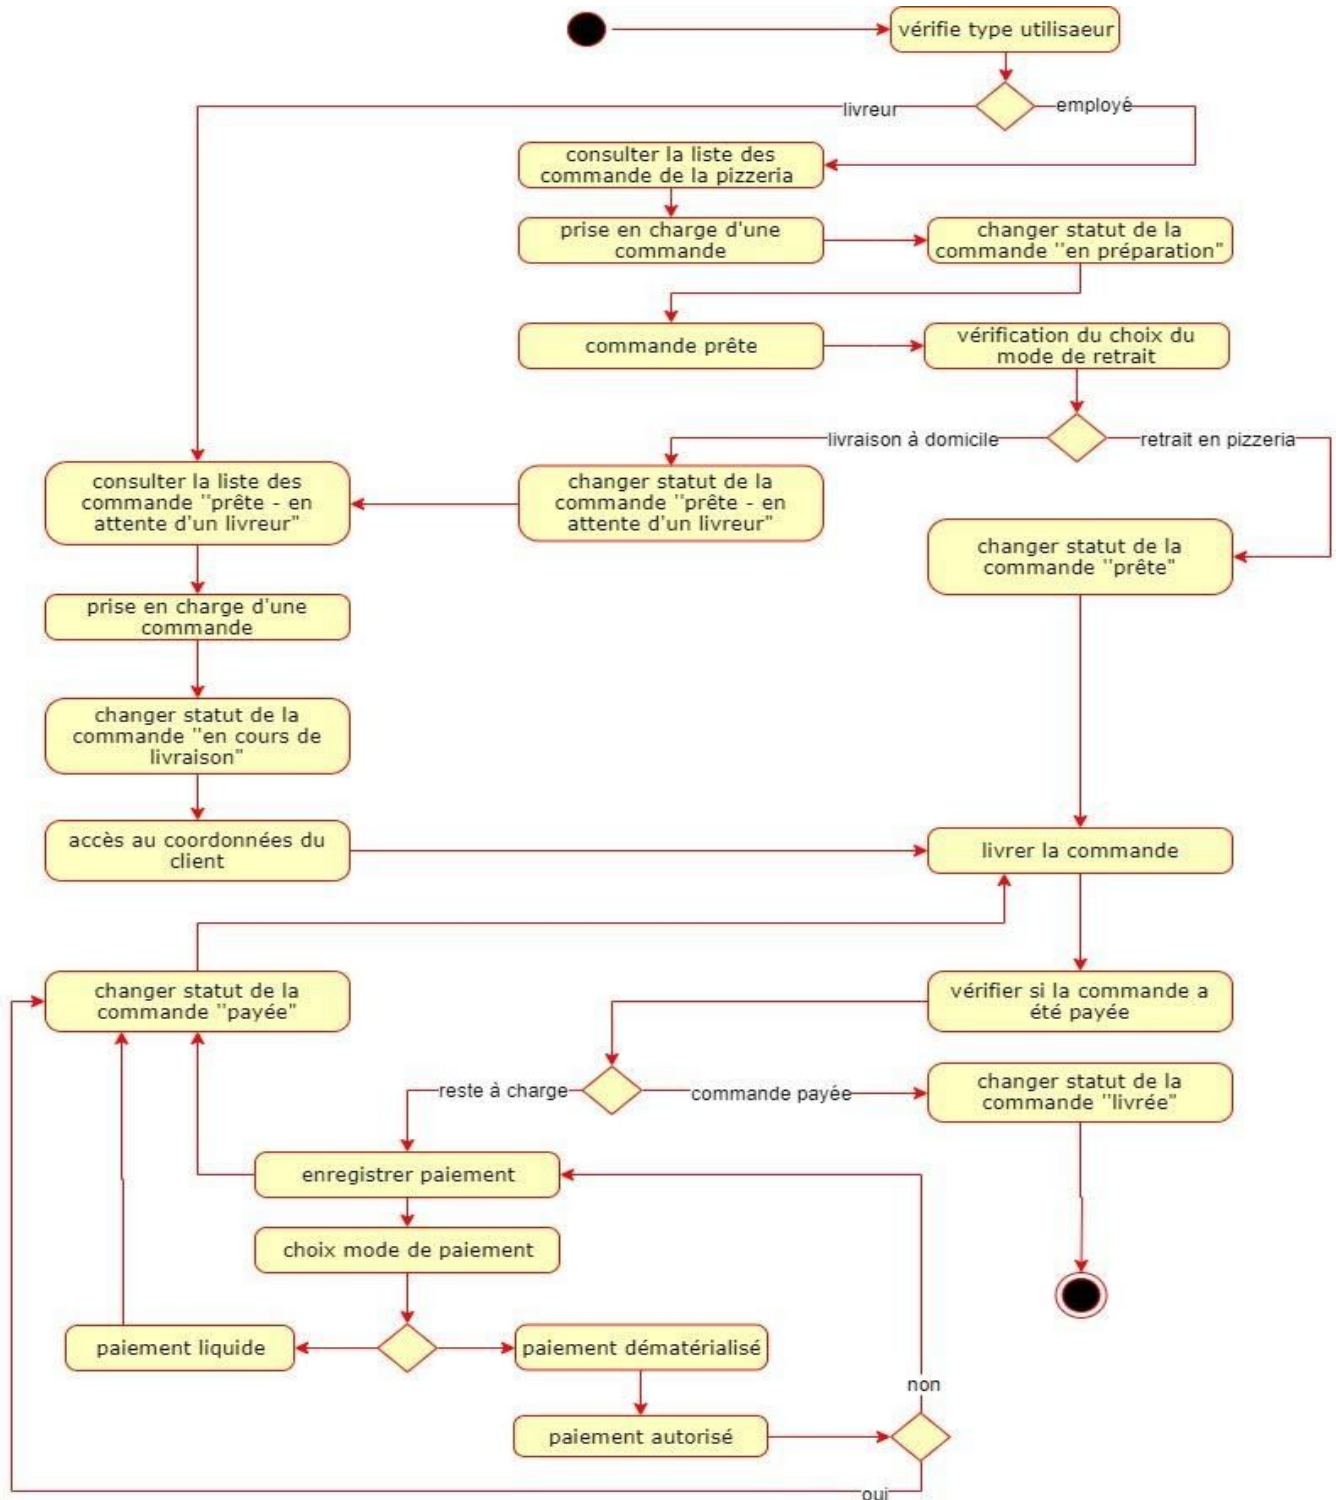 vérifie type utilisaeur
livreur
employé
consulter la liste des
commande de la pizzeria
prise en charge d'une
commande
changer statut de la
commande "en préparation"
commande prête
vérification du choix du
mode de retrait
livraison à domicile
retrait en pizzeria
consulter la liste des
commande "prête - en
attente d'un livreur"
changer statut de la
commande "prête - en
attente d'un livreur"
changer statut de la
commande "prête"
prise en charge d'une
commande
changer statut de la
commande "en cours de
livraison"
accès au coordonnées du
client
livrer la commande
changer statut de la
commande "payée"
vérifier si la commande a
été payée
reste à charge
commande payée
changer statut de la
commande "livrée"
enregistrer paiement
choix mode de paiement
paiement liquide
paiement dématérialisé
non
paiement autorisé
oui